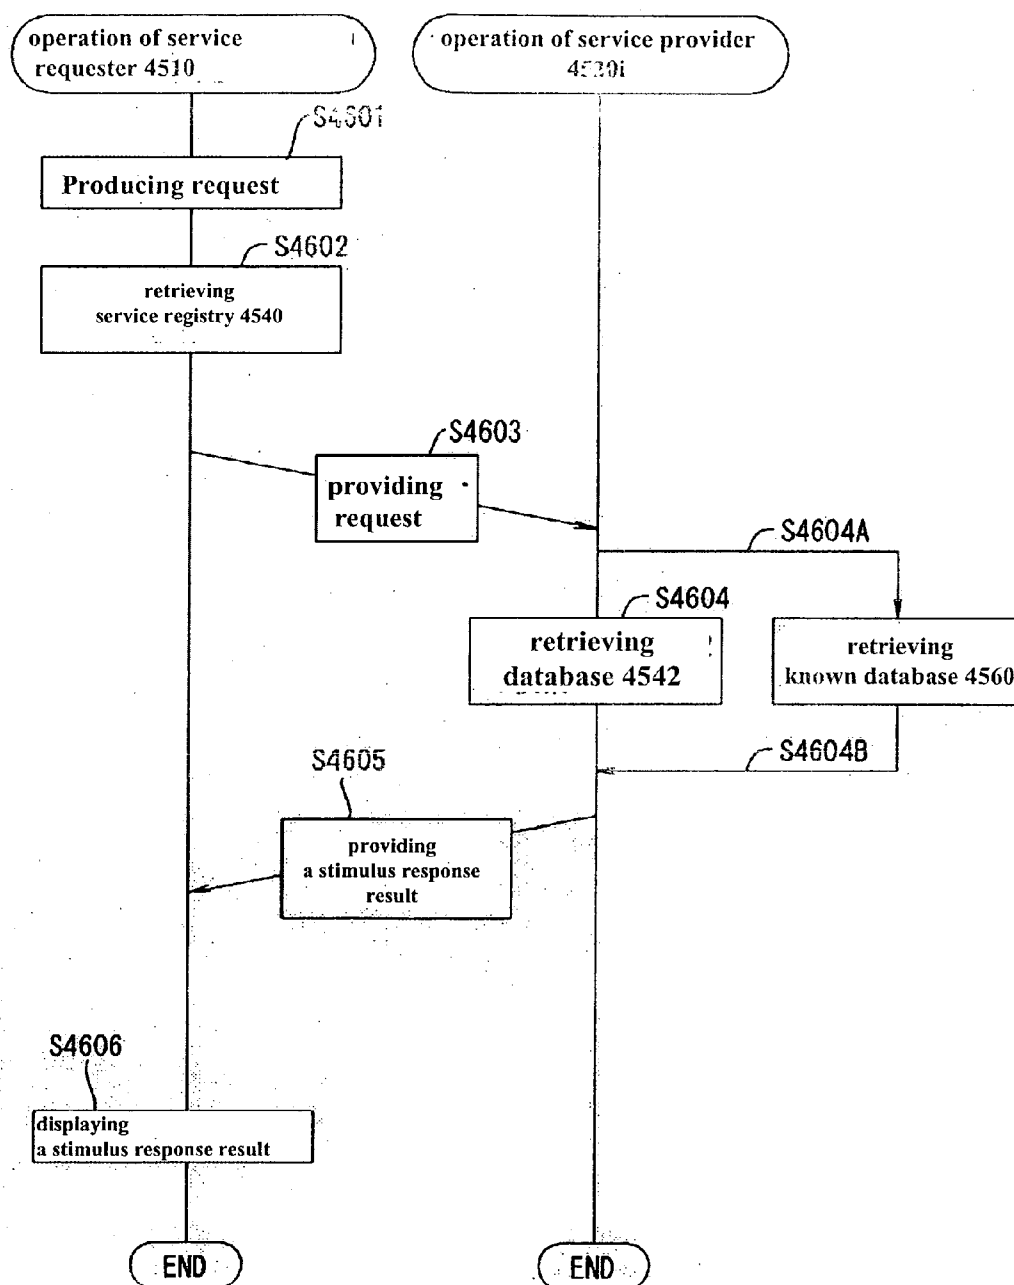 operation of service
requester 4510
operation of service provider
S4601
Producing request
S4602
retrieving
service registry 4540
S4603
providing
request
S4604A
S4604
retrieving
database 4542
retrieving
known database 4560
S4604B
S4605
providing
a stimulus response
result
S4606
displaying
a stimulus response result
END
END